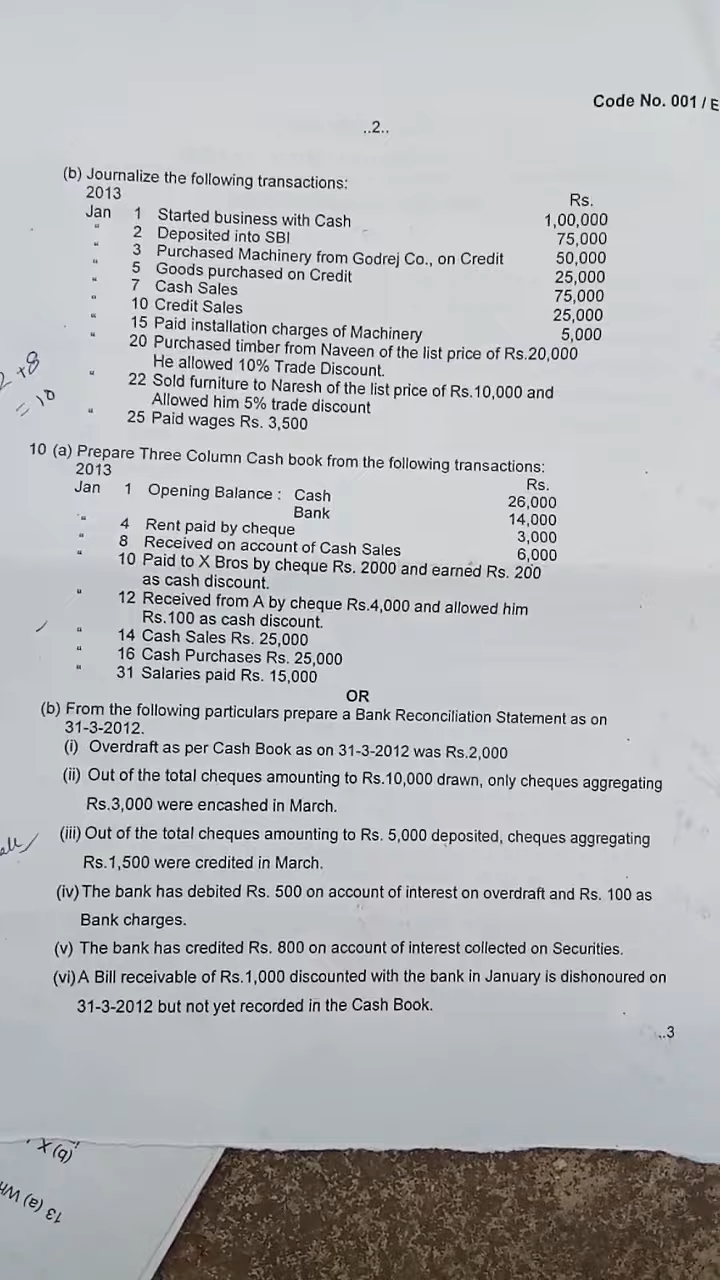 Code No. 001 / E
..2..
(b) Journalize the following transactions:
2013 Rs.
Jan 1 Started business with Cash 1,00,000
" 2 Deposited into SBI 75,000
" 3 Purchased Machinery from Godrej Co., on Credit 50,000
" 5 Goods purchased on Credit 25,000
" 7 Cash Sales 75,000
" 10 Credit Sales 25,000
" 15 Paid installation charges of Machinery 5,000
20 Purchased timber from Naveen of the list price of Rs.20,000
He allowed 10% Trade Discount.
" 22 Sold furniture to Naresh of the list price of Rs.10,000 and
Allowed him 5% trade discount
" 25 Paid wages Rs. 3,500
2 +8
= 10
10 (a) Prepare Three Column Cash book from the following transactions:
2013 Rs.
Jan 1 Opening Balance : Cash 26,000
Bank 14,000
" 4 Rent paid by cheque 3,000
" 8 Received on account of Cash Sales 6,000
" 10 Paid to X Bros by cheque Rs. 2000 and earned Rs. 200
as cash discount.
" 12 Received from A by cheque Rs.4,000 and allowed him
Rs.100 as cash discount.
" 14 Cash Sales Rs. 25,000
" 16 Cash Purchases Rs. 25,000
" 31 Salaries paid Rs. 15,000
OR
(b) From the following particulars prepare a Bank Reconciliation Statement as on
31-3-2012.
(i) Overdraft as per Cash Book as on 31-3-2012 was Rs.2,000
(ii) Out of the total cheques amounting to Rs.10,000 drawn, only cheques aggregating
Rs.3,000 were encashed in March.
(iii) Out of the total cheques amounting to Rs. 5,000 deposited, cheques aggregating
Rs.1,500 were credited in March.
(iv) The bank has debited Rs. 500 on account of interest on overdraft and Rs. 100 as
Bank charges.
(v) The bank has credited Rs. 800 on account of interest collected on Securities.
(vi) A Bill receivable of Rs.1,000 discounted with the bank in January is dishonoured on
31-3-2012 but not yet recorded in the Cash Book.
..3
(b) X
13 (a) Wh